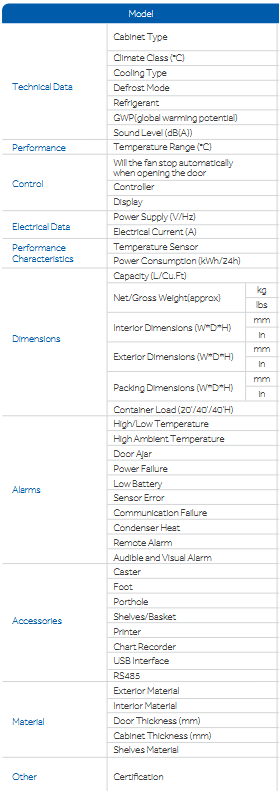 Model
Technical Data
Cabinet Type
Climate Class (°C)
Cooling Type
Defrost Mode
Refrigerant
GWP(global warming potential)
Sound Level (dB(A))
Performance
Temperature Range (°C)
Control
Will the fan stop automatically
when opening the door
Controller
Display
Electrical Data
Power Supply (V/Hz)
Electrical Current (A)
Performance
Characteristics
Temperature Sensor
Power Consumption (kWh/24h)
Dimensions
Capacity (L/Cu.Ft)
Net/Gross Weight(approx)
kg
lbs
Interior Dimensions (W*D*H)
mm
in
Exterior Dimensions (W*D*H)
mm
in
Packing Dimensions (W*D*H)
mm
in
Container Load (20'/40'/40'H)
Alarms
High/Low Temperature
High Ambient Temperature
Door Ajar
Power Failure
Low Battery
Sensor Error
Communication Failure
Condenser Heat
Remote Alarm
Audible and Visual Alarm
Accessories
Caster
Foot
Porthole
Shelves/Basket
Printer
Chart Recorder
USB Interface
RS485
Material
Exterior Material
Interior Material
Door Thickness (mm)
Cabinet Thickness (mm)
Shelves Material
Other
Certification